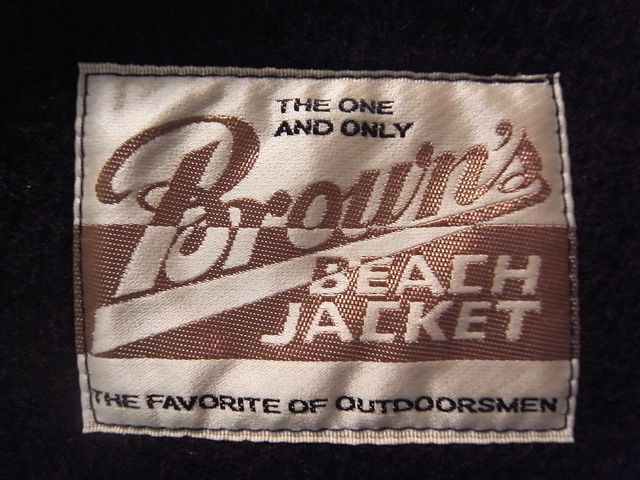 THE ONE
AND ONLY
Brown's
BEACH
JACKET
THE FAVORITE OF OUTDOORSMEN